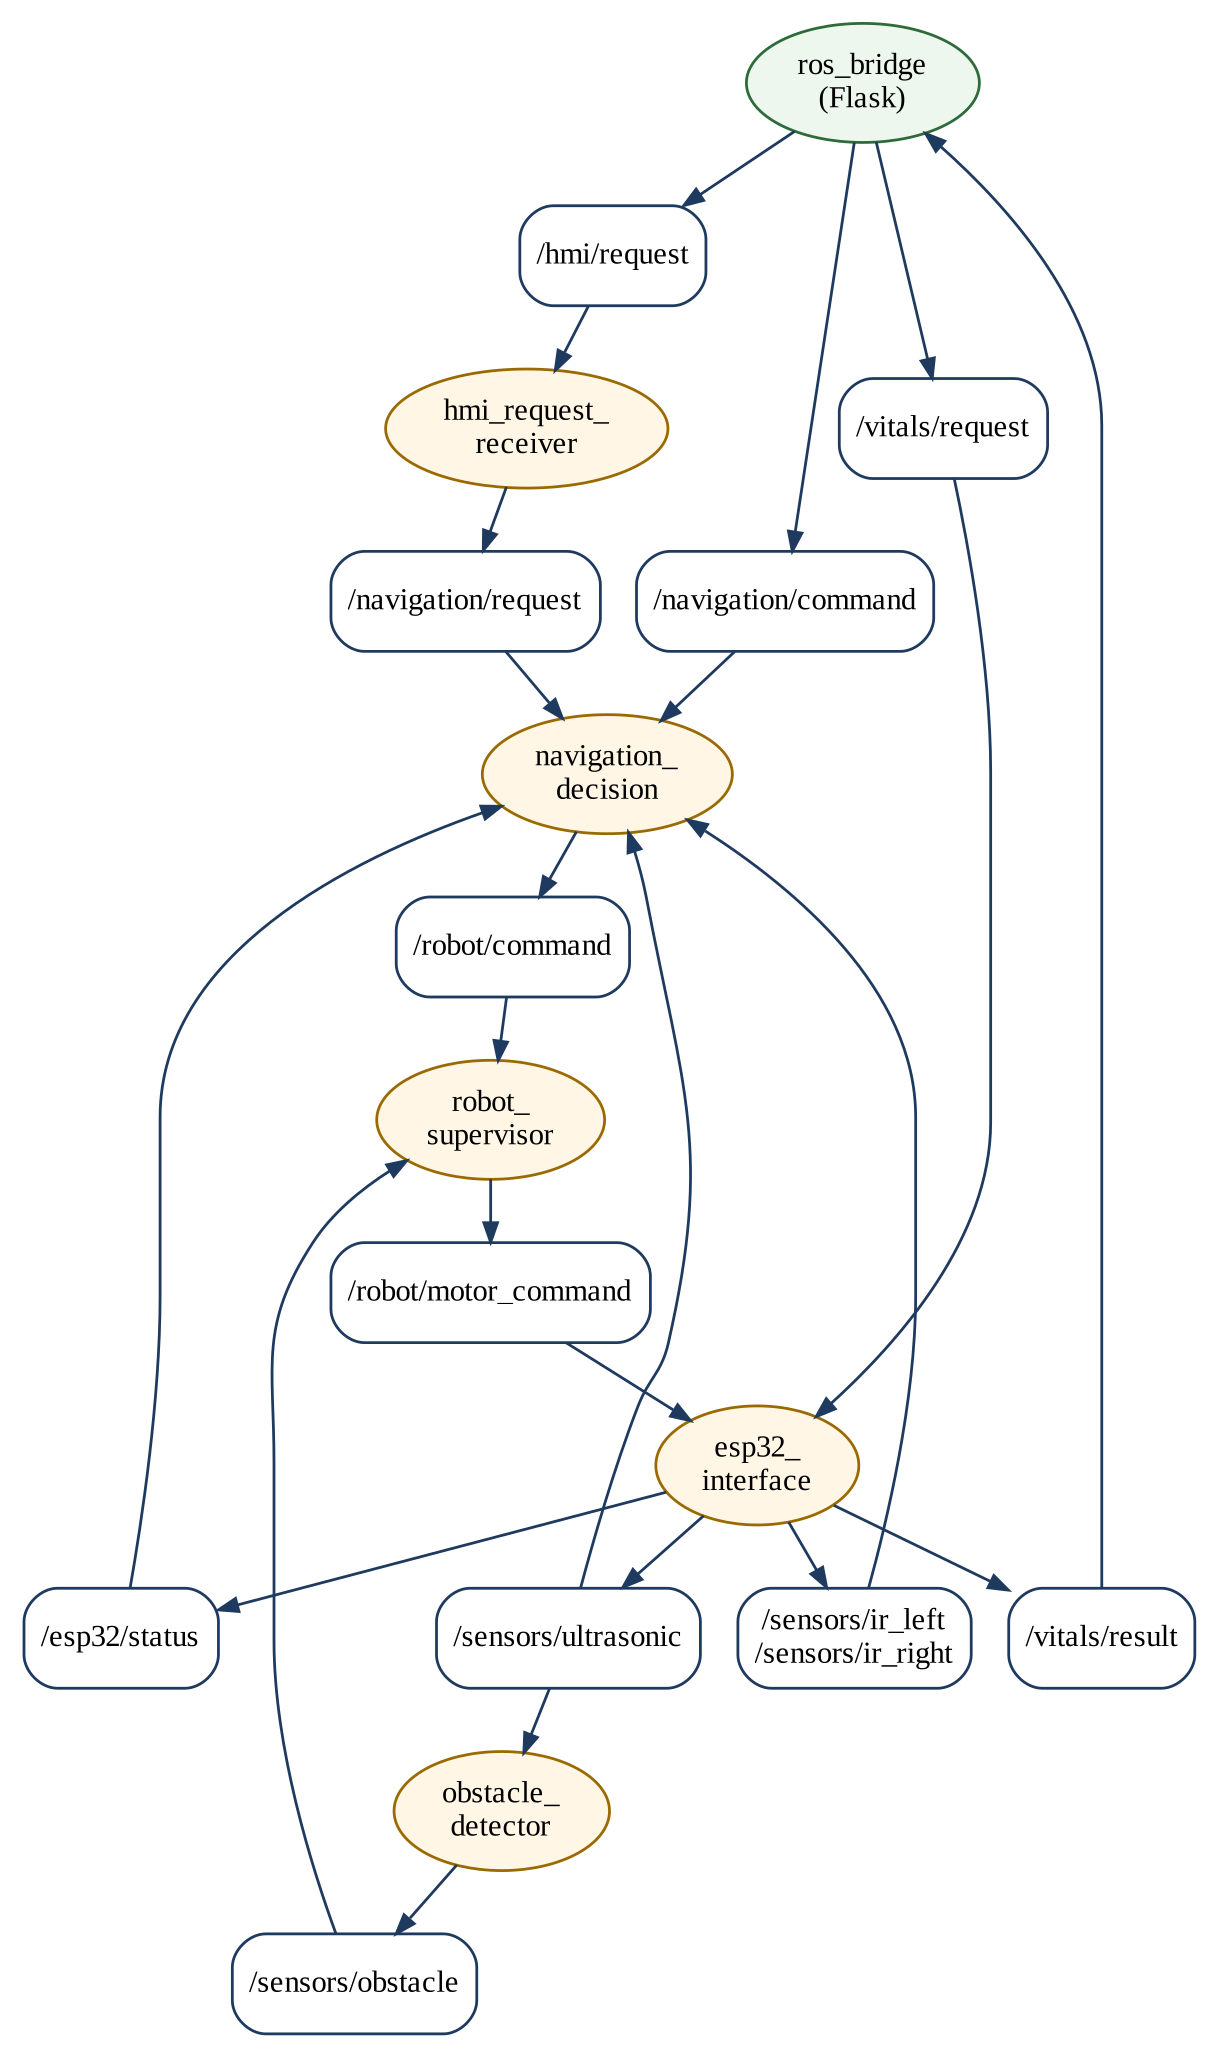 ros_bridge
(Flask)
/hmi/request
hmi_request_
receiver
/vitals/request
/navigation/request
/navigation/command
navigation_
decision
/robot/command
robot_
supervisor
/robot/motor_command
esp32_
interface
/esp32/status
/sensors/ultrasonic
/sensors/ir_left
/sensors/ir_right
/vitals/result
obstacle_
detector
/sensors/obstacle